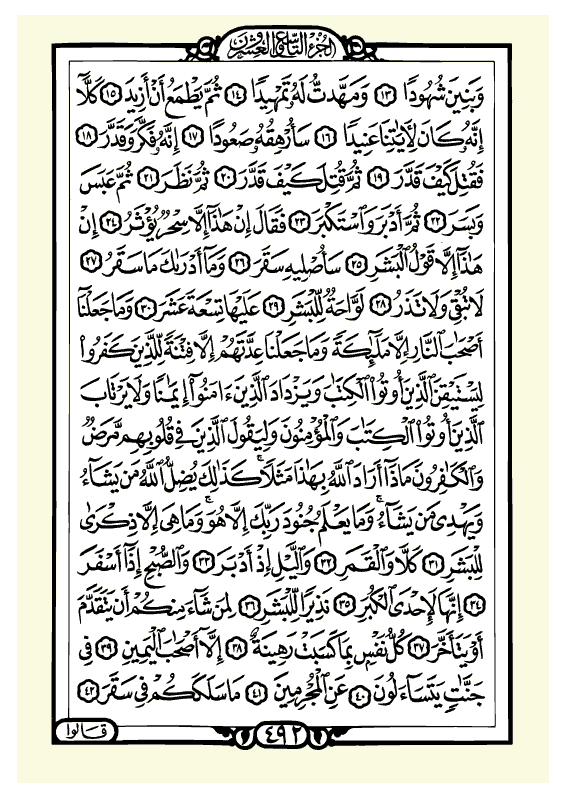 الجزء التاسع والعشرون
وَبَنِينَ شُهُودًا ١٣ وَمَهَّدتُّ لَهُۥ تَمْهِيدًا ١٤ ثُمَّ يَطْمَعُ أَنْ أَزِيدَ ١٥ كَلَّآ
إِنَّهُۥ كَانَ لِأٓيَٰتِنَا عَنِيدًا ١٦ سَأُرْهِقُهُۥ صَعُودًا ١٧ إِنَّهُۥ فَكَّرَ وَقَدَّرَ ١٨
فَقُتِلَ كَيْفَ قَدَّرَ ١٩ ثُمَّ قُتِلَ كَيْفَ قَدَّرَ ٢٠ ثُمَّ نَظَرَ ٢١ ثُمَّ عَبَسَ
وَبَسَرَ ٢٢ ثُمَّ أَدْبَرَ وَٱسْتَكْبَرَ ٢٣ فَقَالَ إِنْ هَٰذَآ إِلَّا سِحْرٌ يُؤْثَرُ ٢٤ إِنْ
هَٰذَآ إِلَّا قَوْلُ ٱلْبَشَرِ ٢٥ سَأُصْلِيهِ سَقَرَ ٢٦ وَمَآ أَدْرَىٰكَ مَا سَقَرُ ٢٧
لَا تُبْقِى وَلَا تَذَرُ ٢٨ لَوَّاحَةٌ لِّلْبَشَرِ ٢٩ عَلَيْهَا تِسْعَةَ عَشَرَ ٣٠ وَمَا جَعَلْنَآ
أَصْحَٰبَ ٱلنَّارِ إِلَّا مَلَٰٓئِكَةً وَمَا جَعَلْنَا عِدَّتَهُمْ إِلَّا فِتْنَةً لِّلَّذِينَ كَفَرُوا۟
لِيَسْتَيْقِنَ ٱلَّذِينَ أُوتُوا۟ ٱلْكِتَٰبَ وَيَزْدَادَ ٱلَّذِينَ ءَامَنُوٓا۟ إِيمَٰنًا وَلَا يَرْتَابَ
ٱلَّذِينَ أُوتُوا۟ ٱلْكِتَٰبَ وَٱلْمُؤْمِنُونَ وَلِيَقُولَ ٱلَّذِينَ فِى قُلُوبِهِم مَّرَضٌ
وَٱلْكَٰفِرُونَ مَاذَآ أَرَادَ ٱللَّهُ بِهَٰذَا مَثَلًا ۚ كَذَٰلِكَ يُضِلُّ ٱللَّهُ مَن يَشَآءُ
وَيَهْدِى مَن يَشَآءُ ۚ وَمَا يَعْلَمُ جُنُودَ رَبِّكَ إِلَّا هُوَ ۚ وَمَا هِىَ إِلَّا ذِكْرَىٰ
لِلْبَشَرِ ٣١ كَلَّا وَٱلْقَمَرِ ٣٢ وَٱلَّيْلِ إِذْ أَدْبَرَ ٣٣ وَٱلصُّبْحِ إِذَآ أَسْفَرَ
٣٤ إِنَّهَا لَإِحْدَى ٱلْكُبَرِ ٣٥ نَذِيرًا لِّلْبَشَرِ ٣٦ لِمَن شَآءَ مِنكُمْ أَن يَتَقَدَّمَ
أَوْ يَتَأَخَّرَ ٣٧ كُلُّ نَفْسٍۭ بِمَا كَسَبَتْ رَهِينَةٌ ٣٨ إِلَّآ أَصْحَٰبَ ٱلْيَمِينِ ٣٩ فِى
جَنَّٰتٍ يَتَسَآءَلُونَ ٤٠ عَنِ ٱلْمُجْرِمِينَ ٤١ مَا سَلَكَكُمْ فِى سَقَرَ ٤٢
٤٩٢
قَالُوا